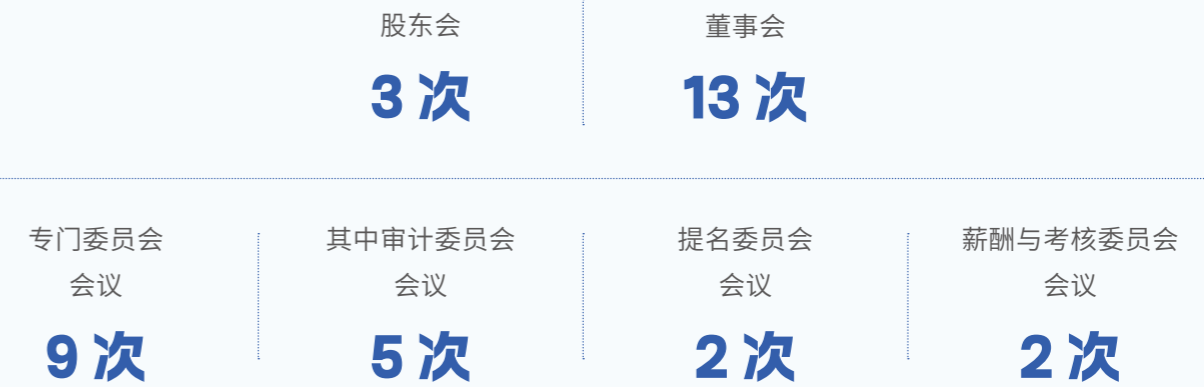 股东会
董事会
3 次
13 次
专门委员会
会议
9 次
其中审计委员会
会议
5 次
提名委员会
会议
2 次
薪酬与考核委员会
会议
2 次